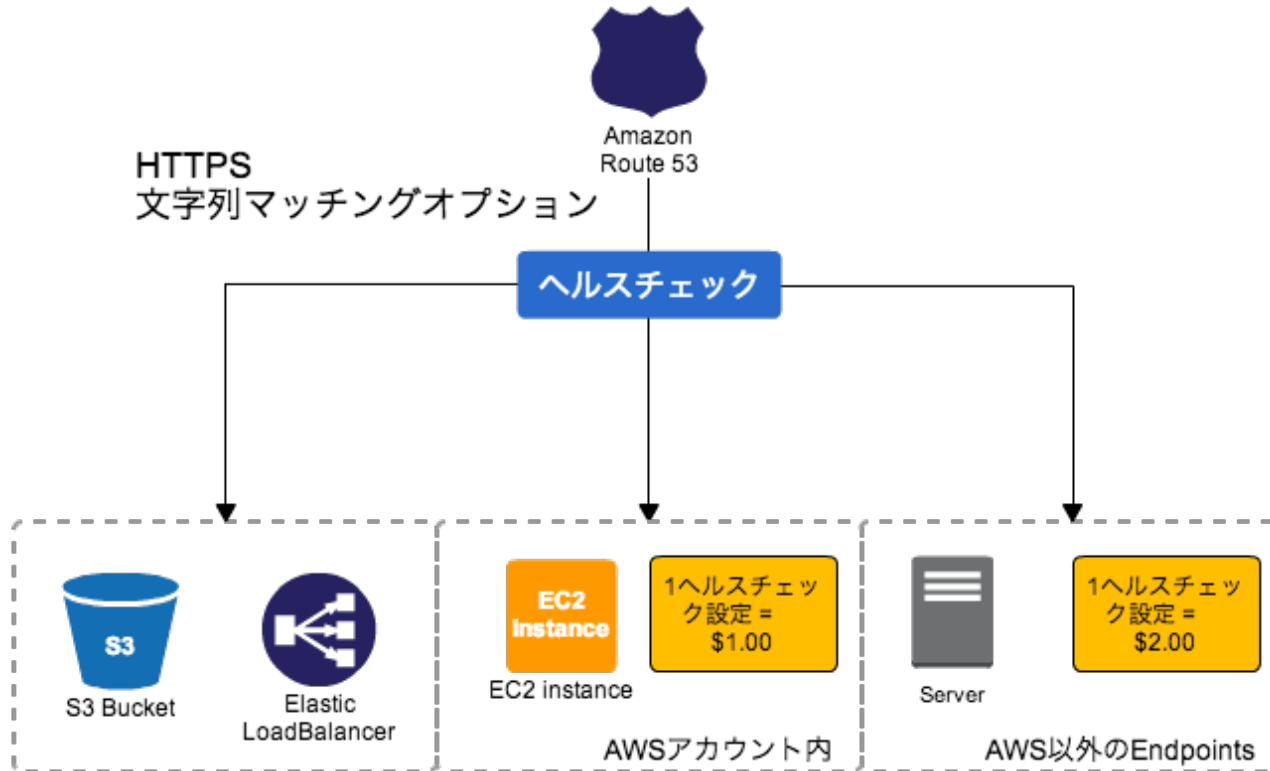 Amazon
Route 53
HTTPS
文字列マッチングオプション
ヘルスチェック
S3
S3 Bucket
Elastic
LoadBalancer
EC2
Instance
EC2 instance
1ヘルスチェッ
ク設定 =
$1.00
AWSアカウント内
Server
1ヘルスチェッ
ク設定 =
$2.00
AWS以外のEndpoints